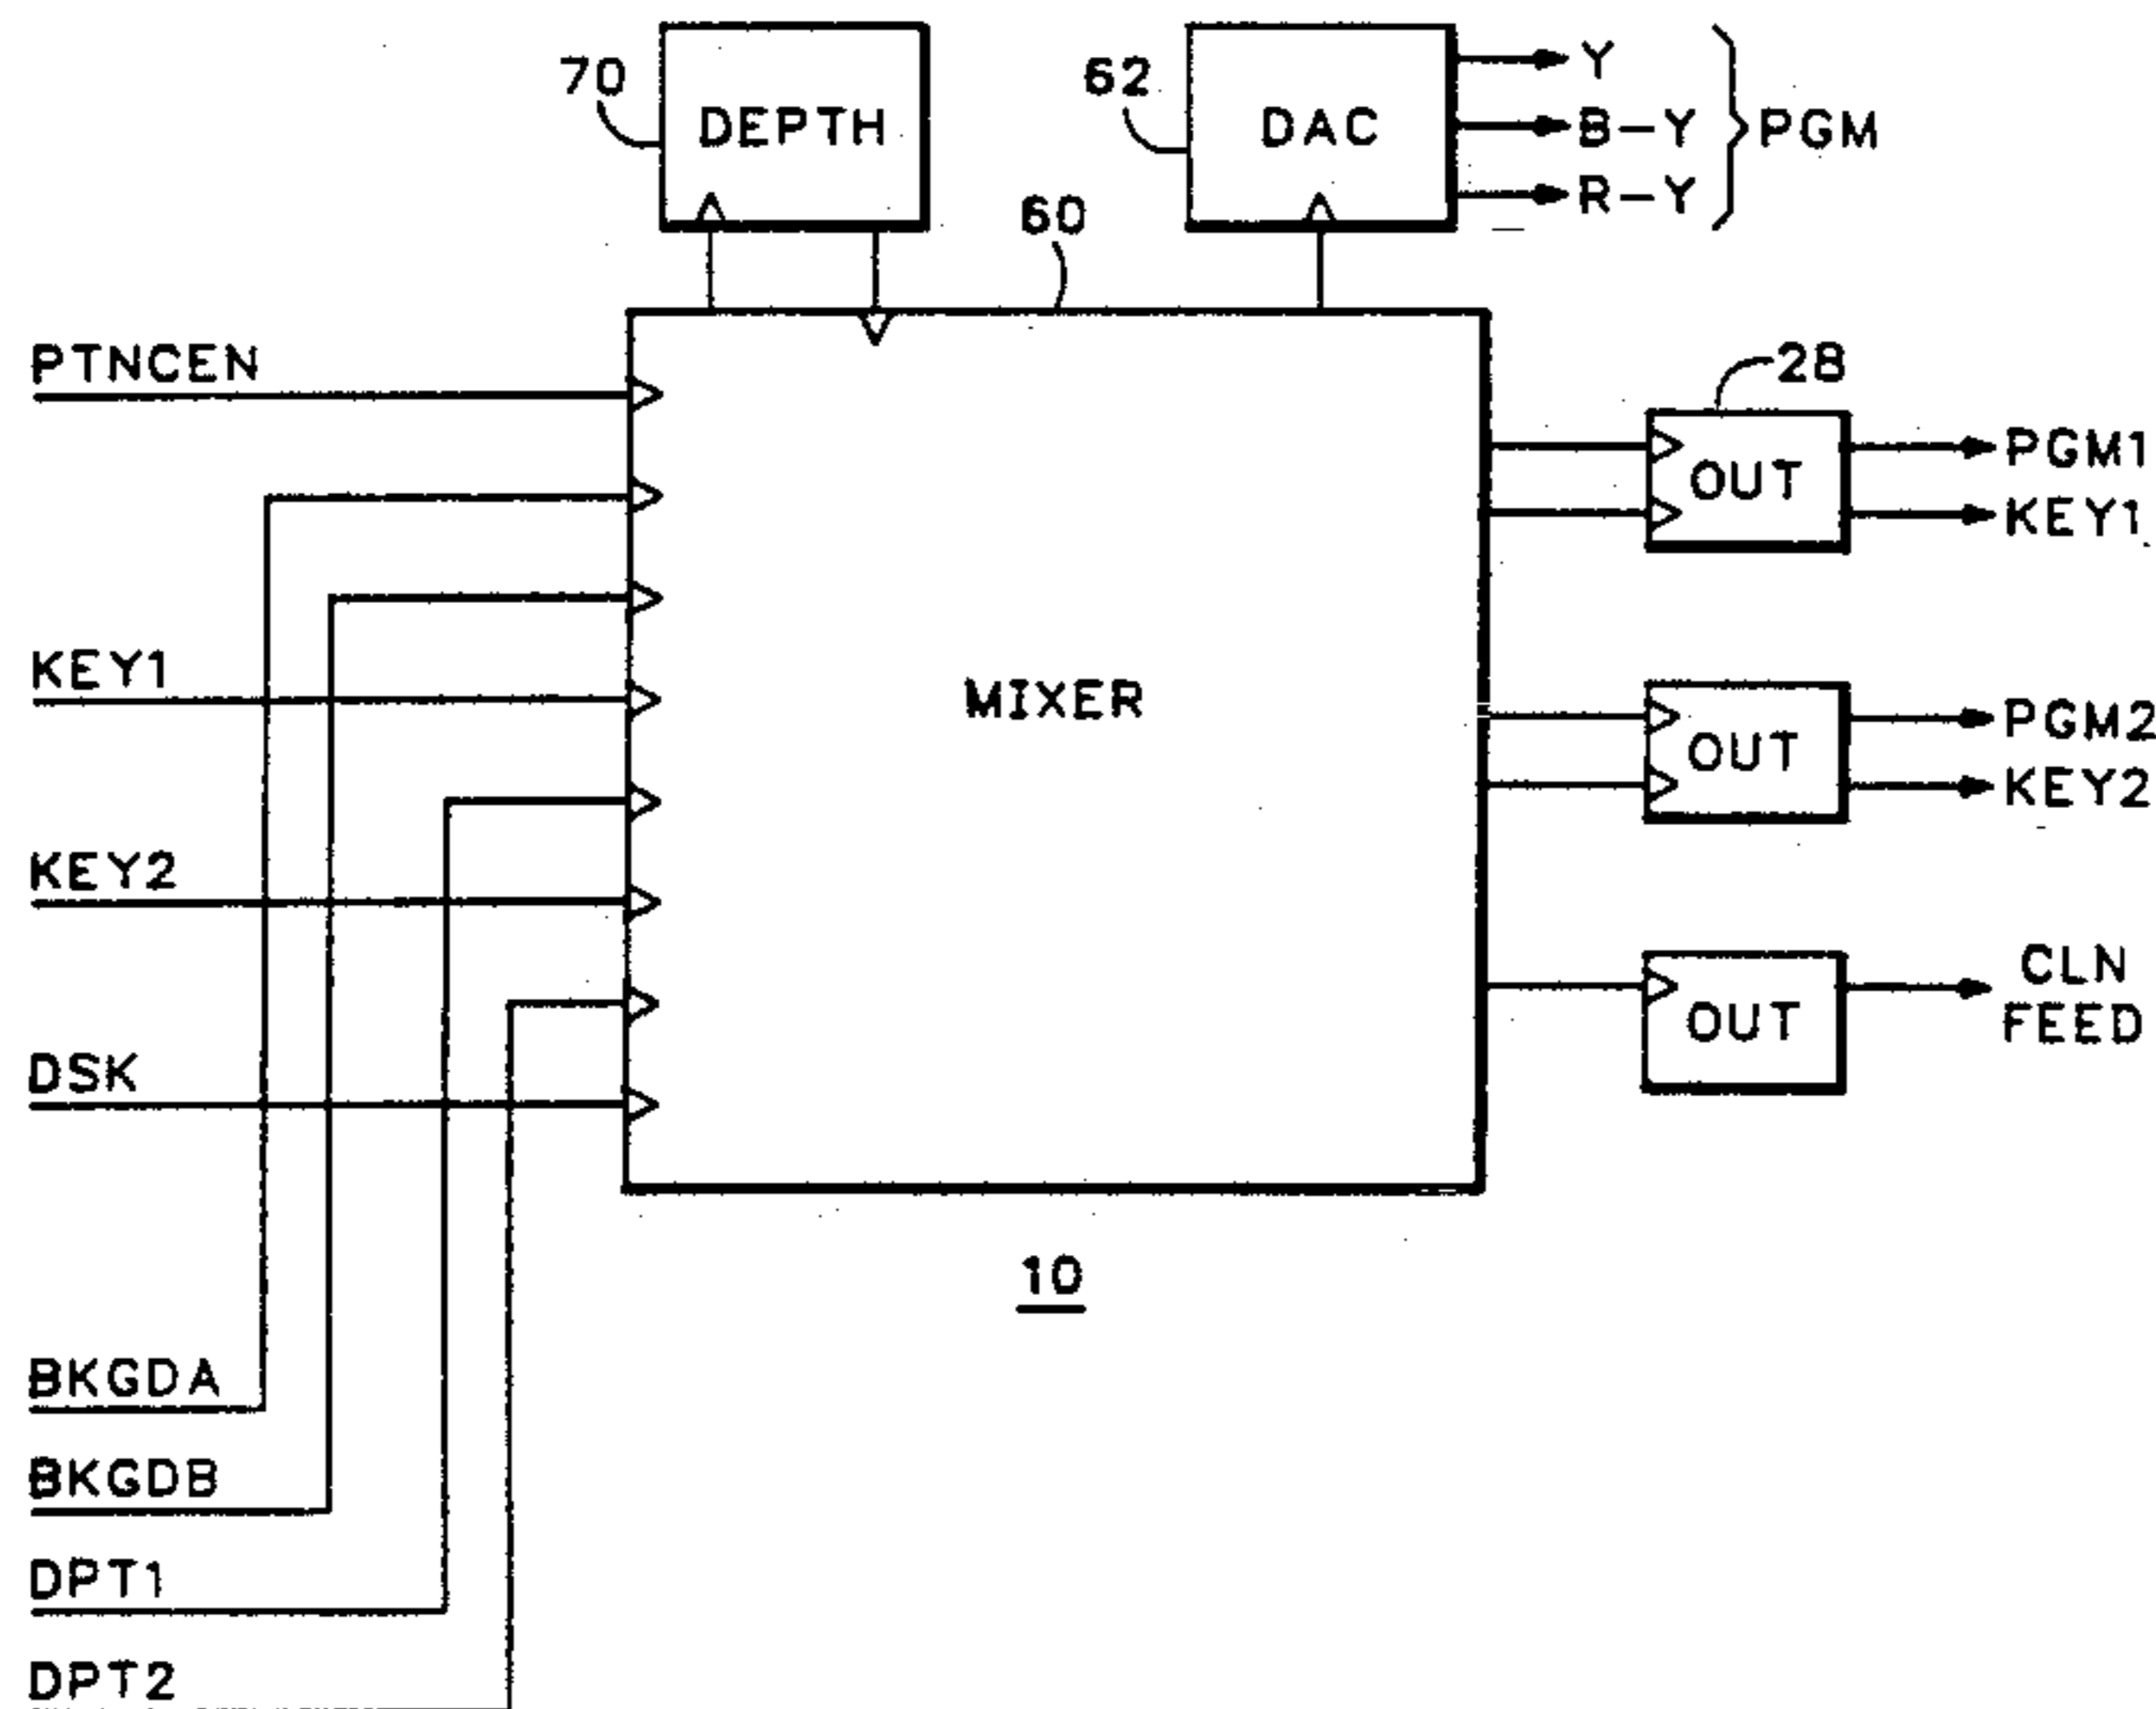 70
DEPTH
62
DAC
Y
B-Y
R-Y
PGM
60
PTNCEN
28
OUT
PGM1
KEY1
KEY1
MIXER
OUT
PGM2
KEY2
KEY2
OUT
CLN
FEED
DSK
10
BKGDA
BKGDB
DPT1
DPT2